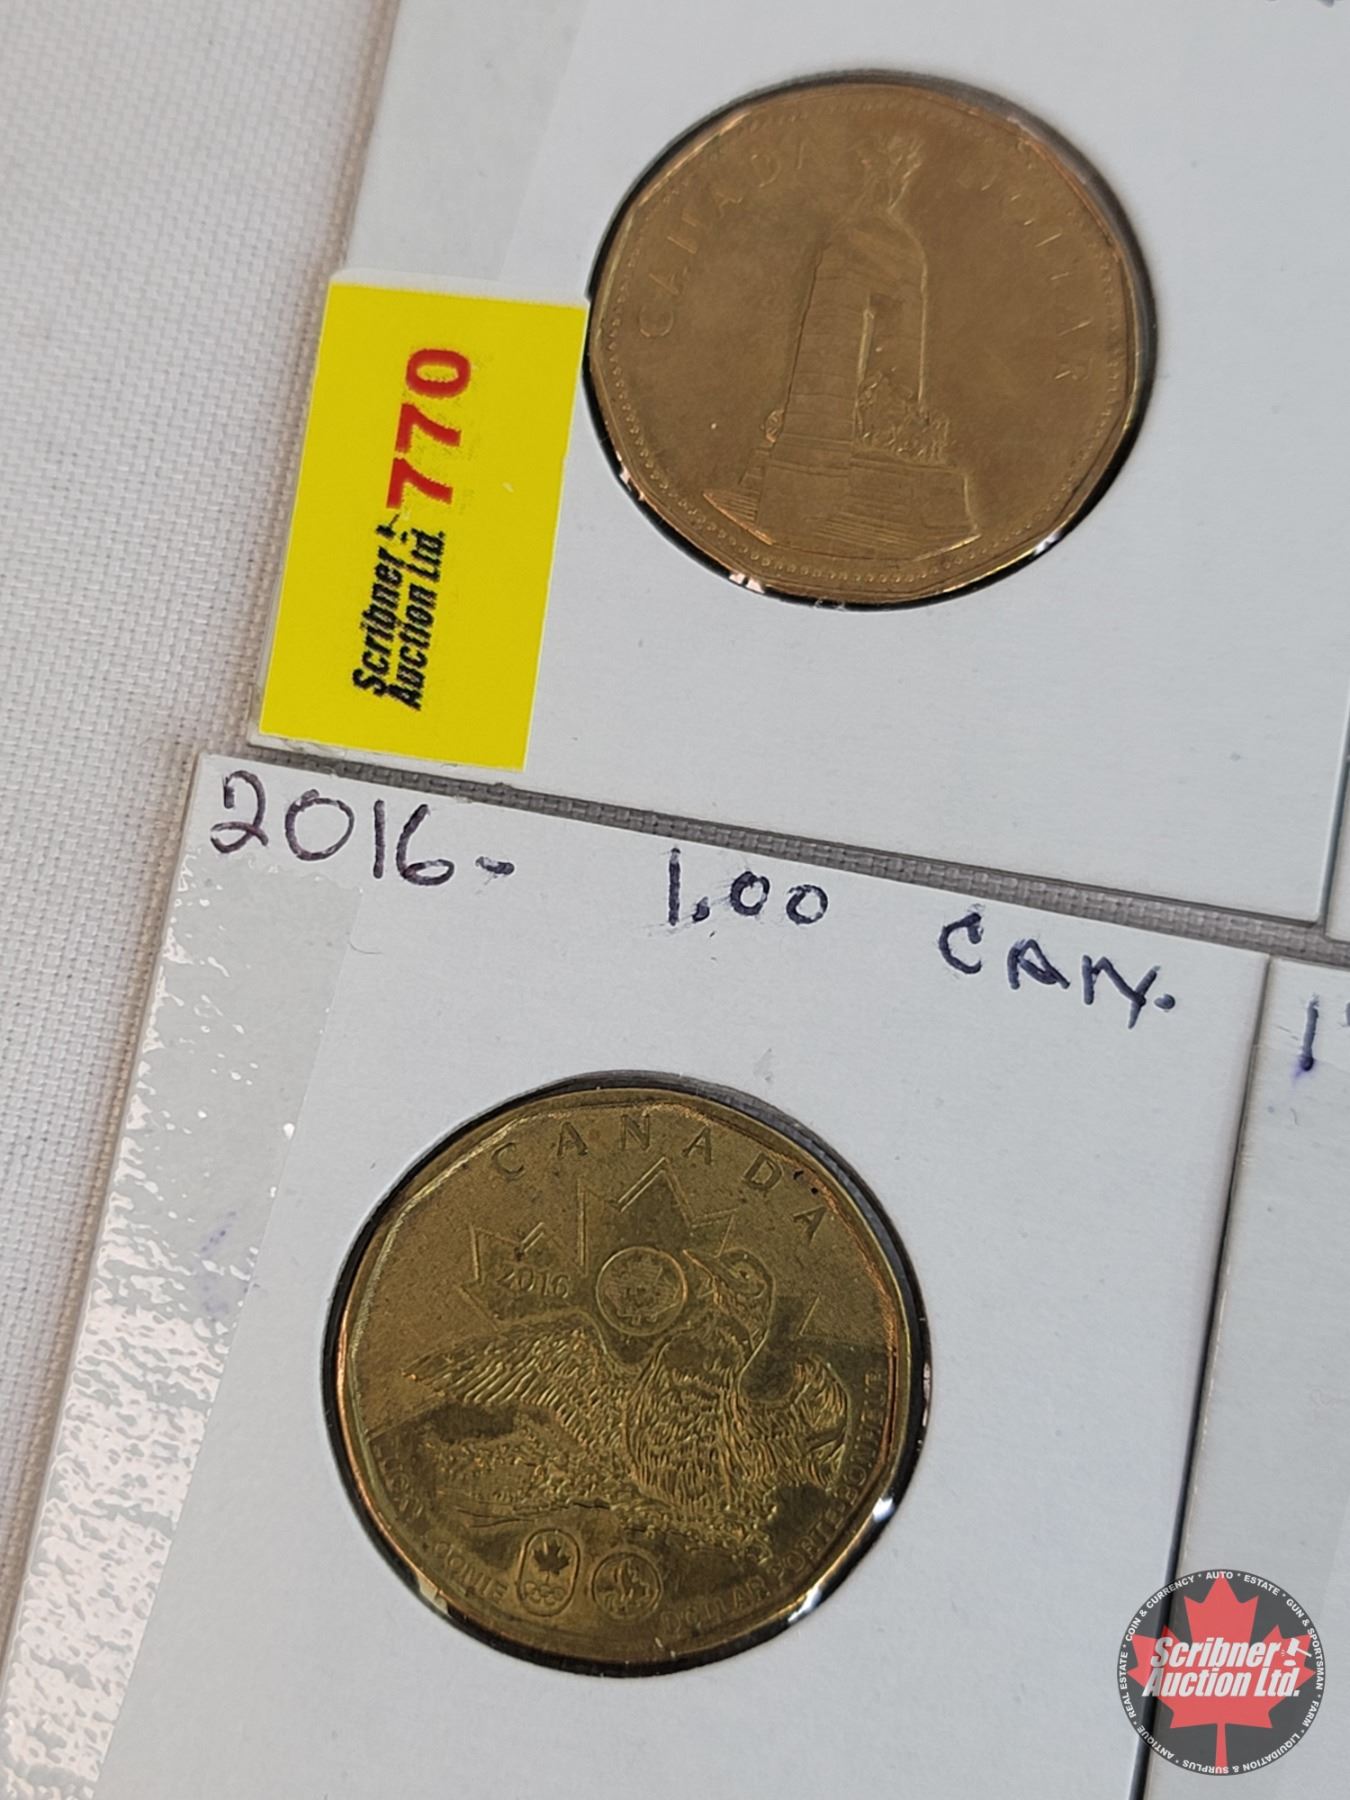 CANADA DOLLAR
770
Scribner
Auction Ltd.
2016- 1.00 CAN.
CANADA
2016
LUCKY LOONIE DOLLAR PORTE-BONHEUR
COIN & CURRENCY • AUTO • ESTATE • GUN & SPORTSMAN • FARM • LIQUIDATION & SURPLUS • ANTIQUE • REAL ESTATE •
Scribner
Auction Ltd.